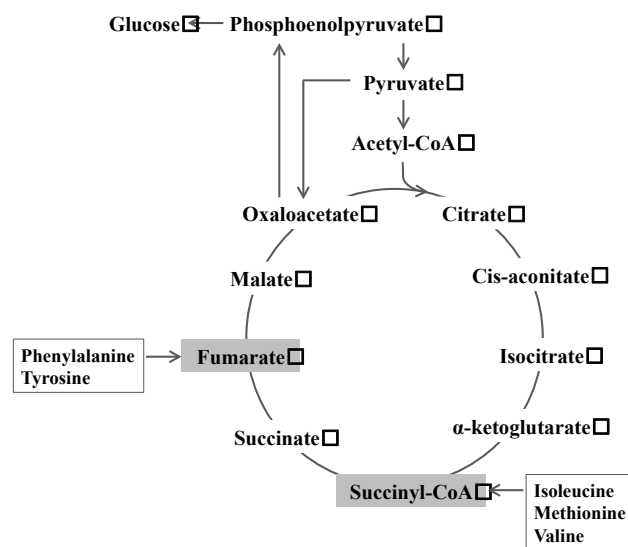 Glucose Phosphoenolpyruvate
Pyruvate
Acetyl-CoA
Oxaloacetate Citrate
Malate Cis-aconitate
Phenylalanine
Tyrosine
Fumarate Isocitrate
Succinate α-ketoglutarate
Succinyl-CoA
Isoleucine
Methionine
Valine